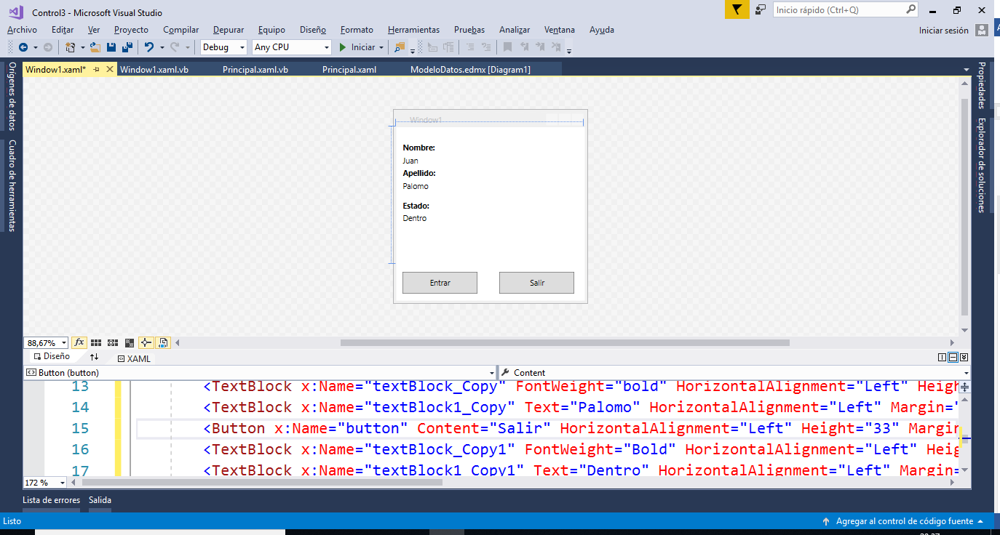 Control3 - Microsoft Visual Studio
Inicio rápido (Ctrl+Q)
Archivo Editar Ver Proyecto Compilar Depurar Equipo Diseño Formato Herramientas Pruebas Analizar Ventana Ayuda
Iniciar sesión
Debug Any CPU Iniciar
Window1.xaml* Window1.xaml.vb Principal.xaml.vb Principal.xaml ModeloDatos.edmx [Diagram1]
Orígenes de datos
Cuadro de herramientas
Propiedades
Explorador de soluciones
Window1
Nombre:
Juan
Apellido:
Palomo
Estado:
Dentro
Entrar Salir
88,67% fx
Diseño XAML
Button (button) Content
13 <TextBlock x:Name="textBlock_Copy" FontWeight="bold" HorizontalAlignment="Left" Heigh
14 <TextBlock x:Name="textBlock1_Copy" Text="Palomo" HorizontalAlignment="Left" Margin="
15 <Button x:Name="button" Content="Salir" HorizontalAlignment="Left" Height="33" Margin
16 <TextBlock x:Name="textBlock_Copy1" FontWeight="Bold" HorizontalAlignment="Left" Heig
17 <TextBlock x:Name="textBlock1_Copy1" Text="Dentro" HorizontalAlignment="Left" Margin=
172 %
Lista de errores Salida
Listo
Agregar al control de código fuente